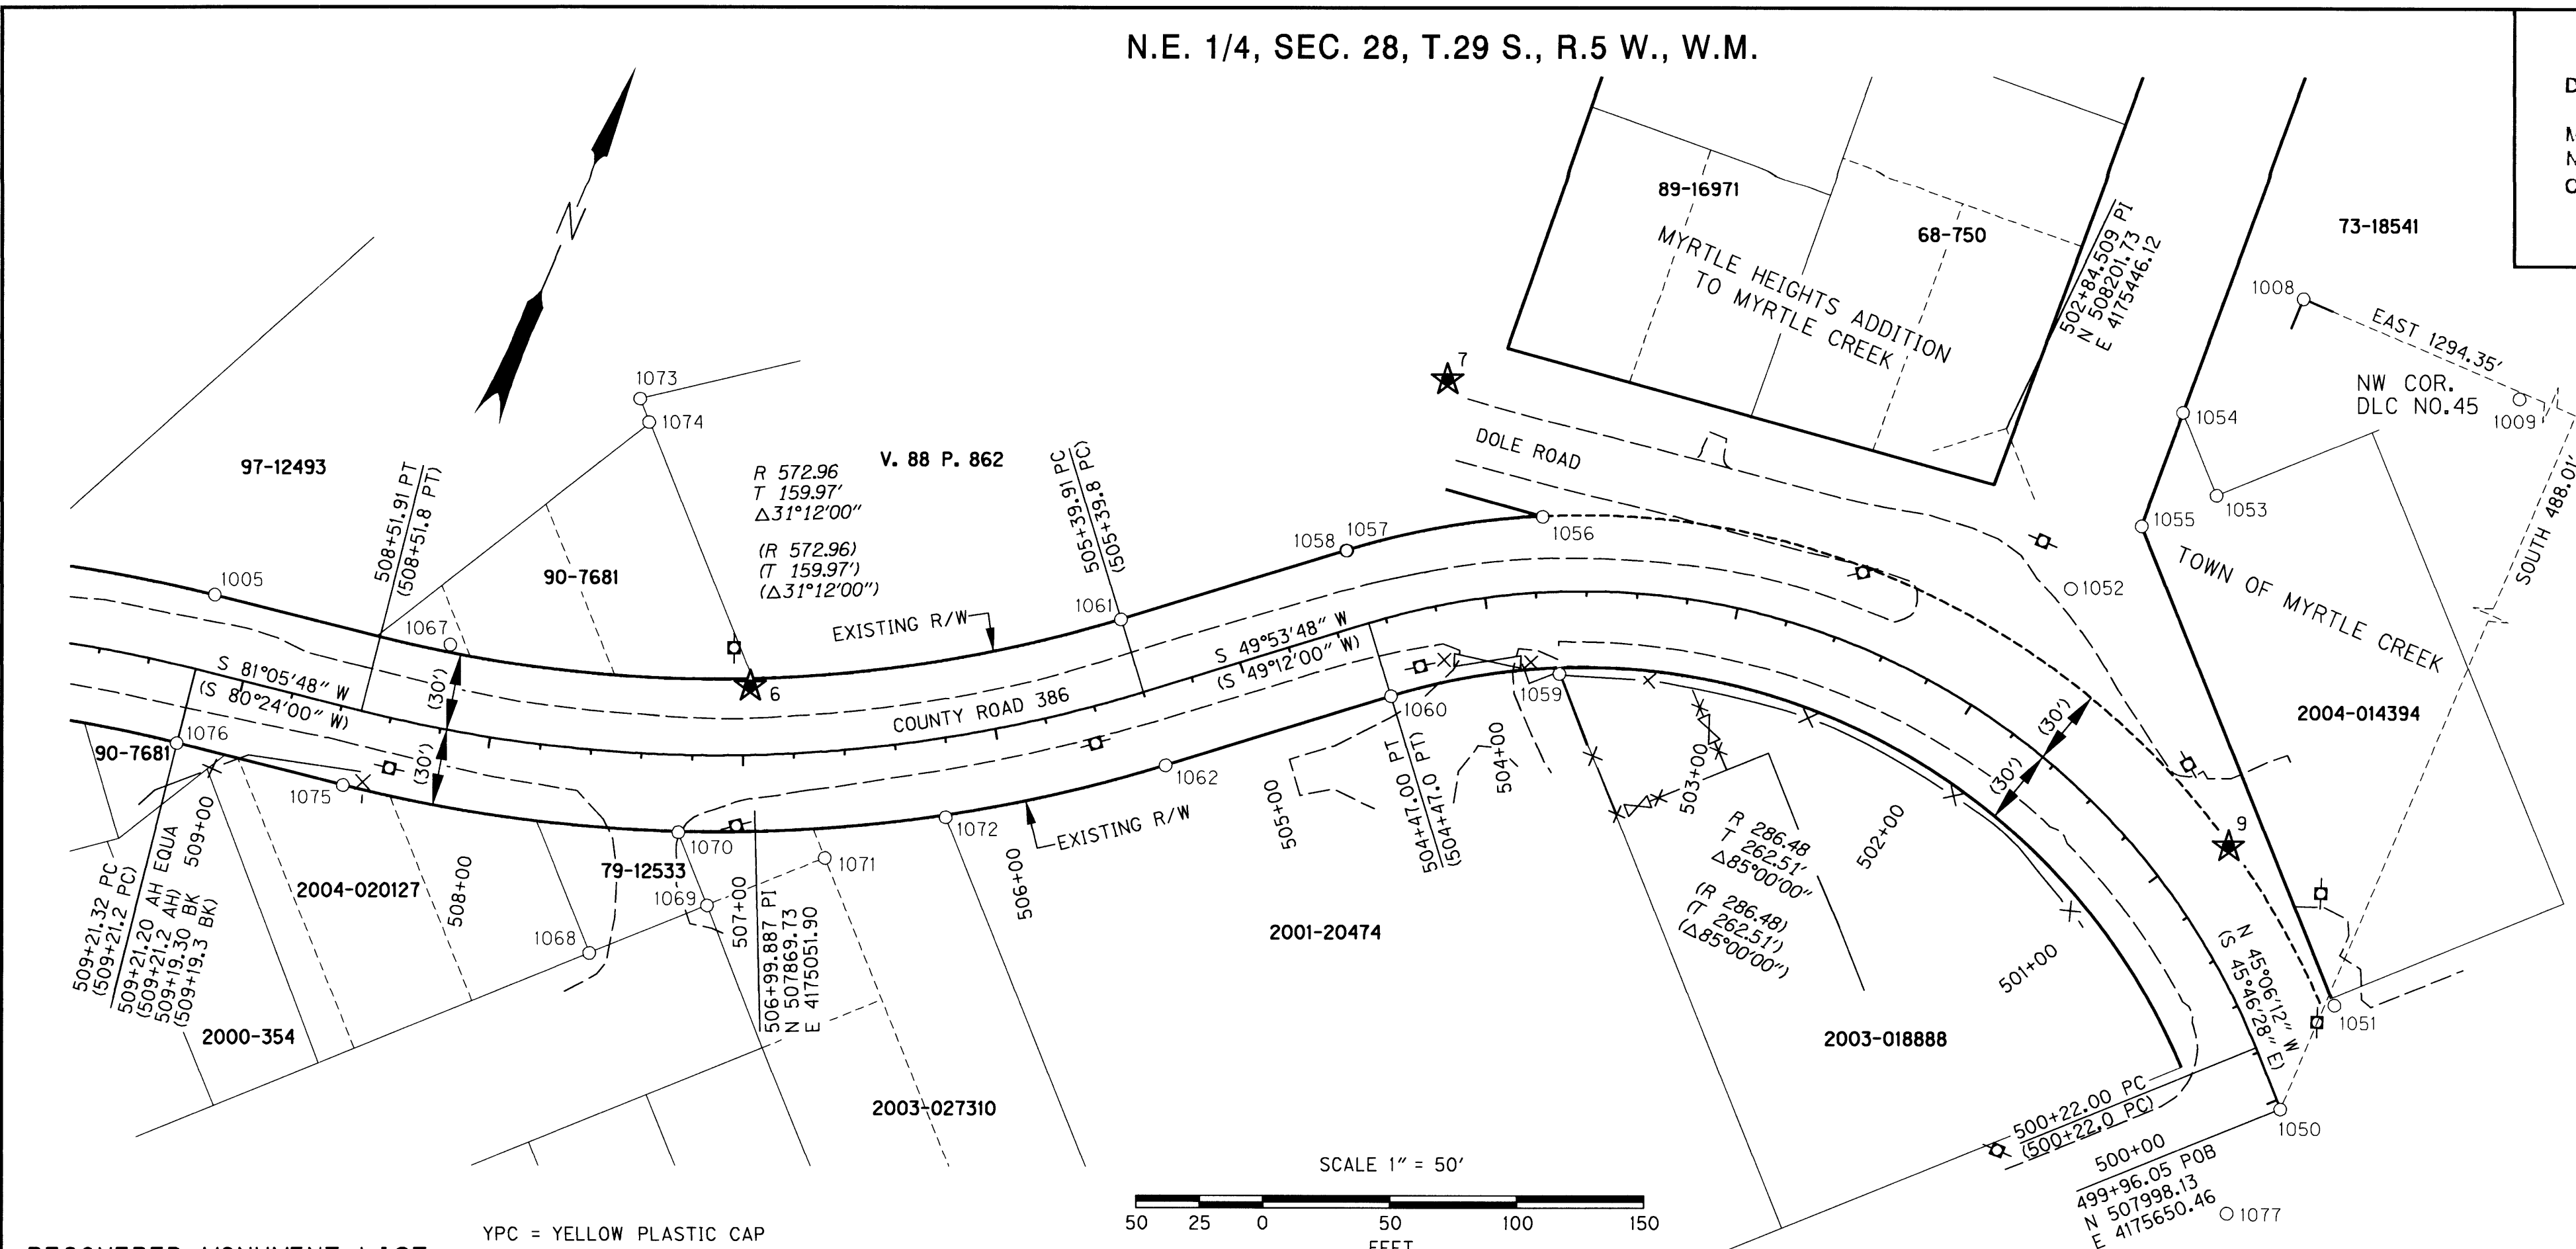 N.E. 1/4, SEC. 28, T.29 S., R.5 W., W.M.
N
89-16971
68-750
MYRTLE HEIGHTS ADDITION
TO MYRTLE CREEK
502+84.509 PI
N 508201.73
E 4175446.12
73-18541
1008
EAST 1294.35'
NW COR.
DLC NO.45
1009
1054
1053
1055
SOUTH 488.01'
TOWN OF MYRTLE CREEK
1052
2004-014394
7
DOLE ROAD
1073
1074
97-12493
V. 88 P. 862
R 572.96
T 159.97'
△31°12'00"
(R 572.96)
(T 159.97')
(△31°12'00")
508+51.91 PT
(508+51.8 PT)
505+39.91 PC
(505+39.8 PC)
1005
90-7681
1067
1061
1058
1057
1056
EXISTING R/W
6
S 81°05'48" W
(S 80°24'00" W)
(30')
(30')
COUNTY ROAD 386
S 49°53'48" W
(S 49°12'00" W)
1059
1060
(30')
(30')
1076
90-7681
1075
1062
1072
EXISTING R/W
1070
1071
79-12533
1069
1068
509+21.32 PC
(509+21.2 PC)
509+21.20 AH EQUA
(509+21.2 AH)
509+19.30 BK
(509+19.3 BK)
509+00
2004-020127
508+00
507+00
506+99.887 PI
N 507869.73
E 4175051.90
506+00
505+00
504+47.00 PT
(504+47.0 PT)
504+00
503+00
502+00
R 286.48
T 262.51'
△85°00'00"
(R 286.48)
(T 262.51')
(△85°00'00")
501+00
9
N 45°06'12" W
(S 45°46'28" E)
2001-20474
2000-354
2003-027310
2003-018888
1051
1050
500+22.00 PC
(500+22.0 PC)
500+00
499+96.05 POB
N 507998.13
E 4175650.46
1077
SCALE 1" = 50'
50 25 0 50 100 150
FEET
YPC = YELLOW PLASTIC CAP
RECOVERED MONUMENT LIST